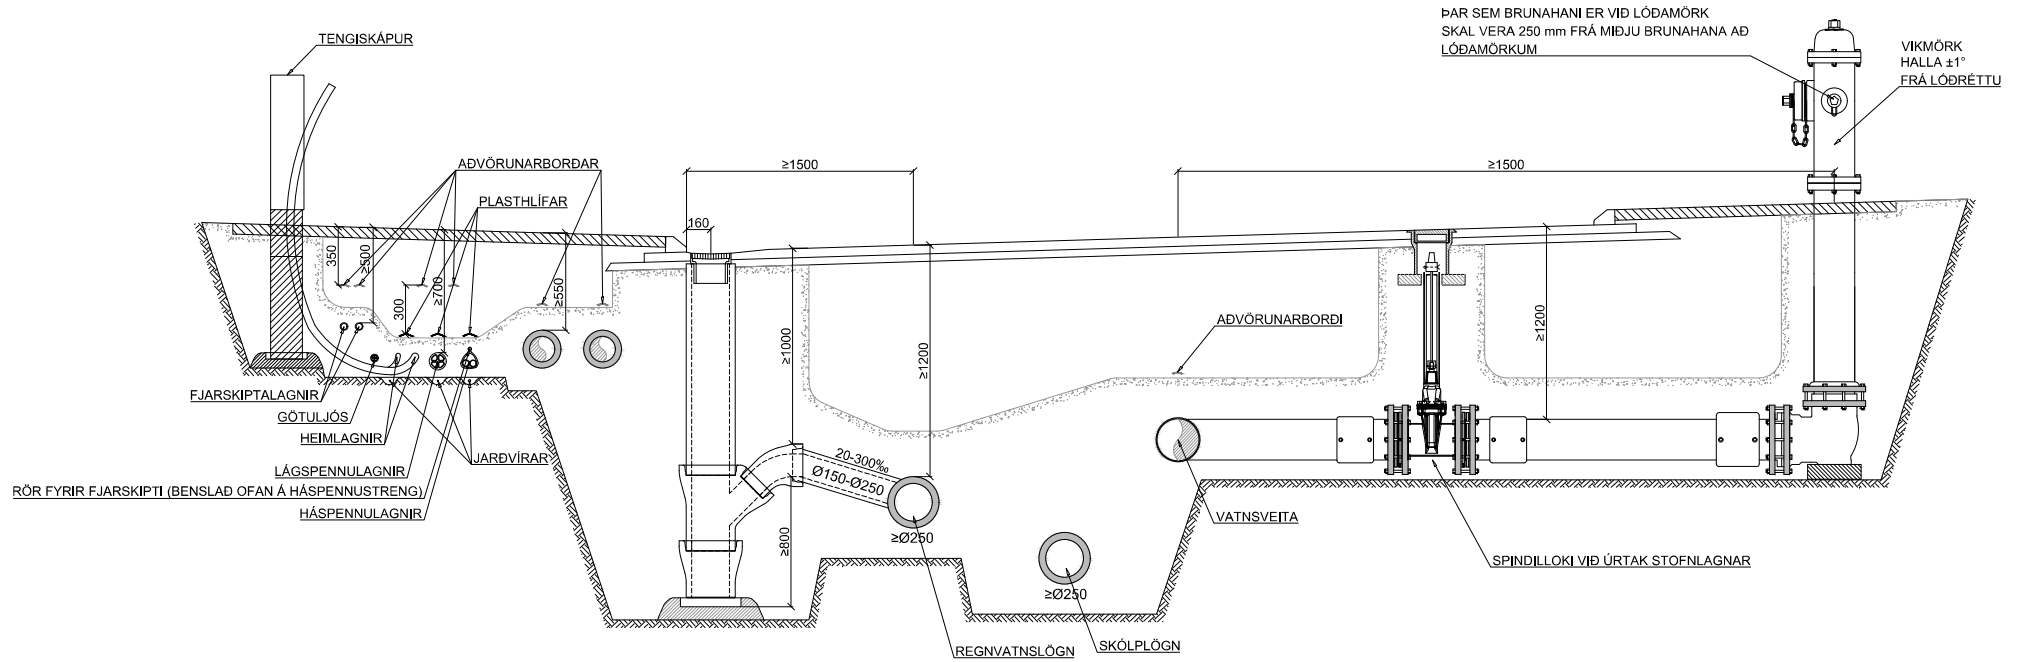 ÞAR SEM BRUNAHANI ER VIÐ LÓÐAMÖRK
SKAL VERA 250 mm FRÁ MIÐJU BRUNAHANA AÐ
LÓÐAMÖRKUM
TENGISKÁPUR
VIKMÖRK
HALLA ±1°
FRÁ LÓÐRÉTTU
AÐVÖRUNARBORÐAR
≥1500
≥1500
PLASTHLÍFAR
160
350
≥500
300
≥700
≥550
≥1000
≥1200
≥1200
AÐVÖRUNARBORÐI
FJARSKIPTALAGNIR
GÖTULJÓS
HEIMLAGNIR
JARÐVÍRAR
LÁGSPENNULAGNIR
RÖR FYRIR FJARSKIPTI (BENSLAÐ OFAN Á HÁSPENNUSTRENG)
HÁSPENNULAGNIR
20-300‰
Ø150-Ø250
≥Ø250
≥800
VATNSVEITA
SPINDILLOKI VIÐ ÚRTAK STOFNLAGNAR
≥Ø250
REGNVATNSLÖGN
SKÓLPLÖGN